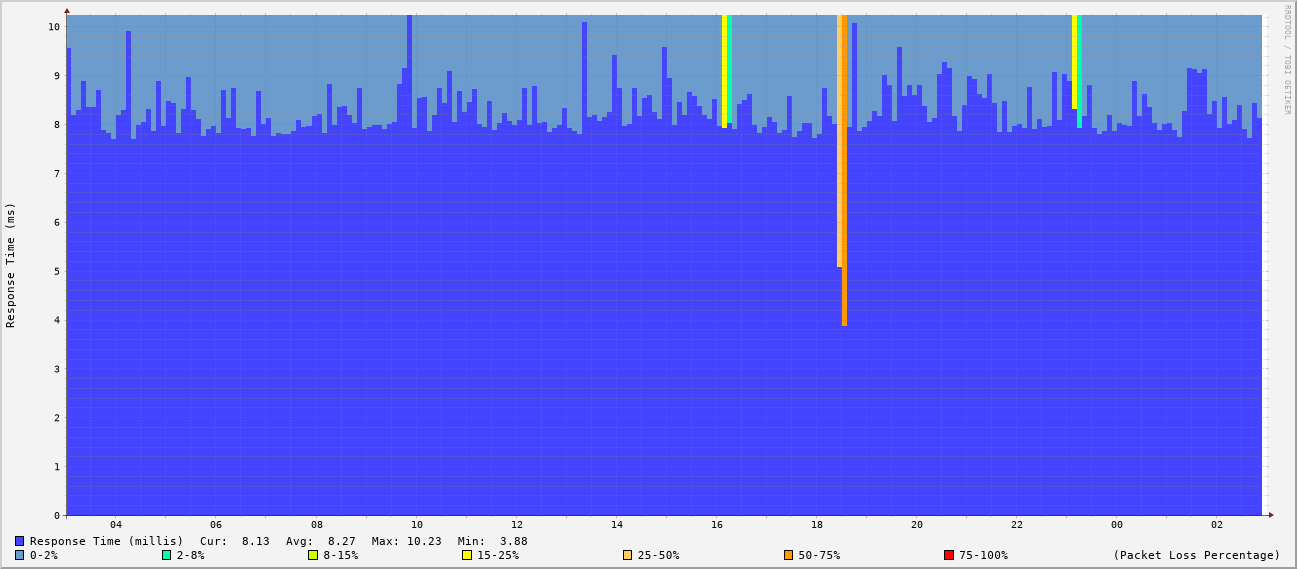 RRDTOOL / TOBI OETIKER
Response Time (ms)
10
9
8
7
6
5
4
3
2
1
0
04 06 08 10 12 14 16 18 20 22 00 02
Response Time (millis) Cur: 8.13 Avg: 8.27 Max: 10.23 Min: 3.88
0-2% 2-8% 8-15% 15-25% 25-50% 50-75% 75-100% (Packet Loss Percentage)